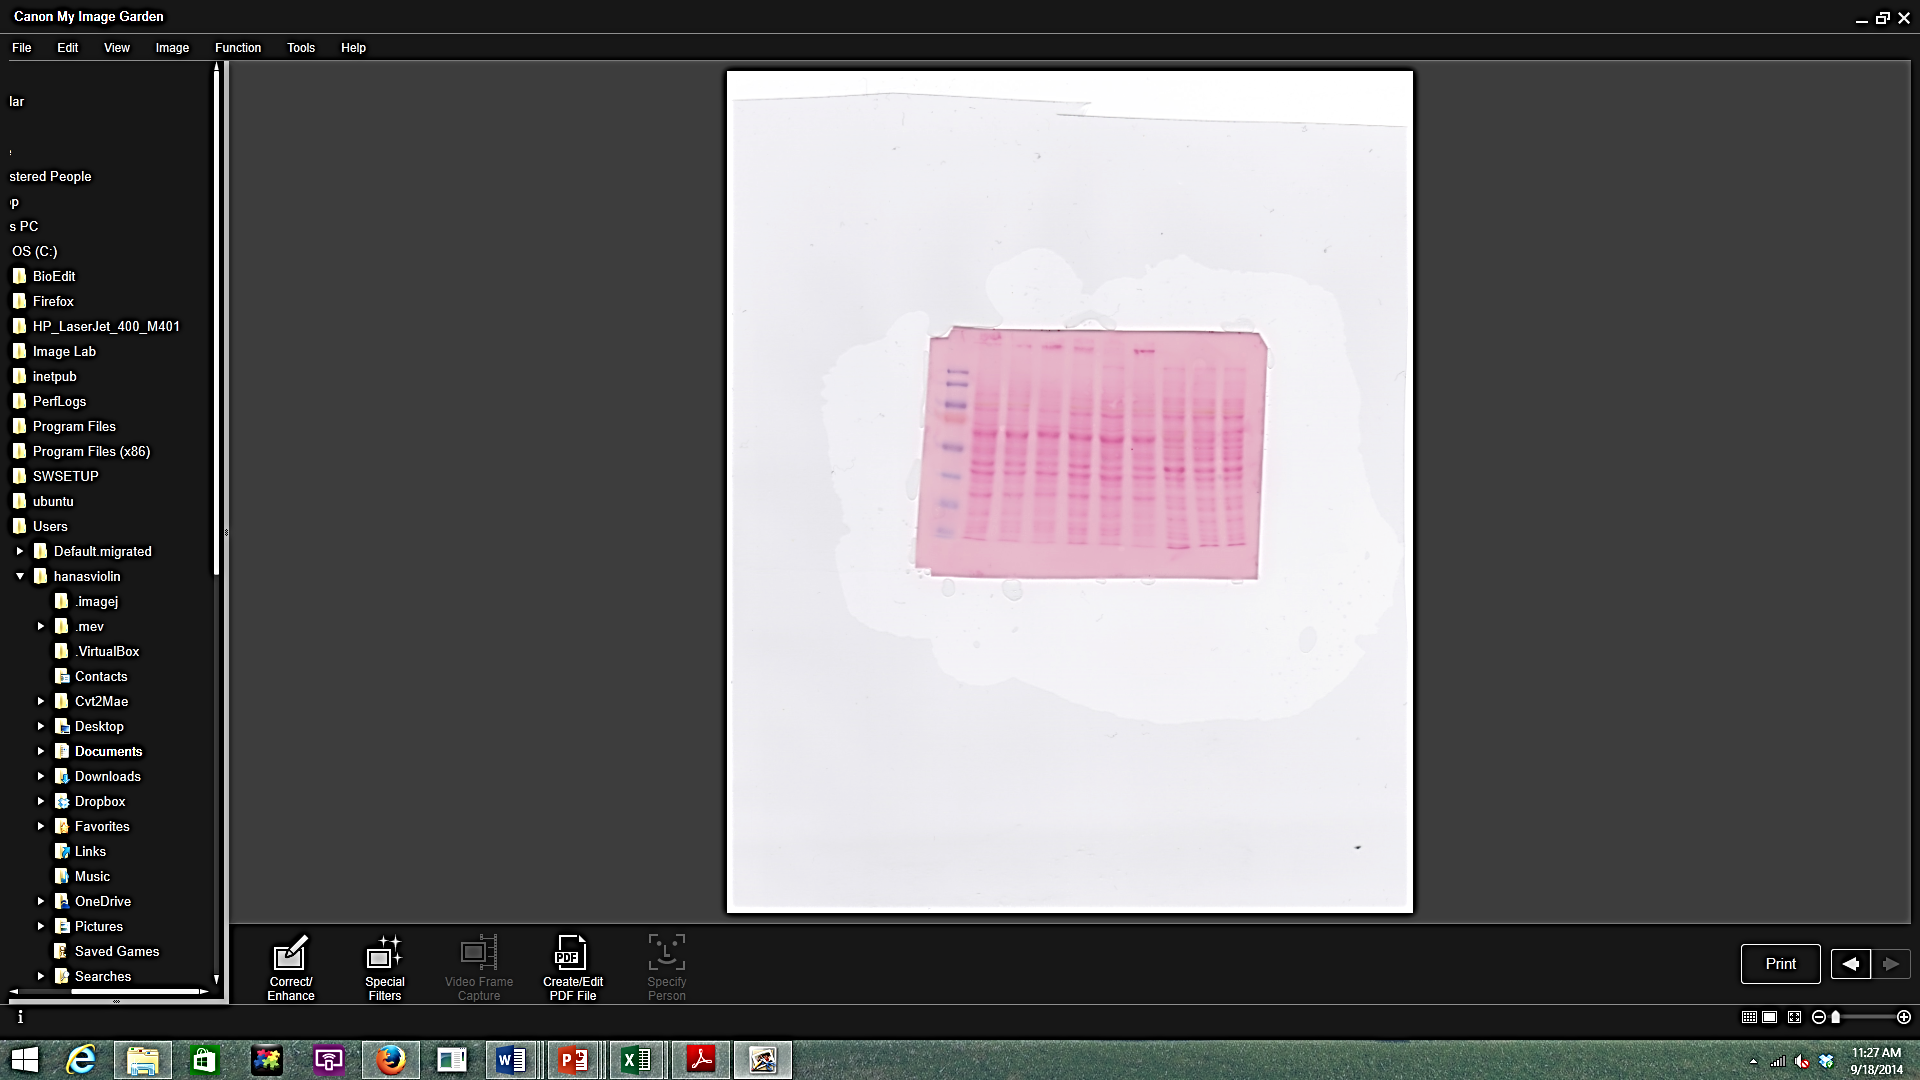 Canon My Image Garden
File Edit View Image Function Tools Help
lar
stered People
op
s PC
OS (C:)
BioEdit
Firefox
HP_LaserJet_400_M401
Image Lab
inetpub
PerfLogs
Program Files
Program Files (x86)
SWSETUP
ubuntu
Users
Default.migrated
hanasviolin
.imagej
.mev
.VirtualBox
Contacts
Cvt2Mae
Desktop
Documents
Downloads
Dropbox
Favorites
Links
Music
OneDrive
Pictures
Saved Games
Searches
Correct/
Enhance
Special
Filters
Video Frame
Capture
PDF
Create/Edit
PDF File
Specify
Person
Print
11:27 AM
9/18/2014